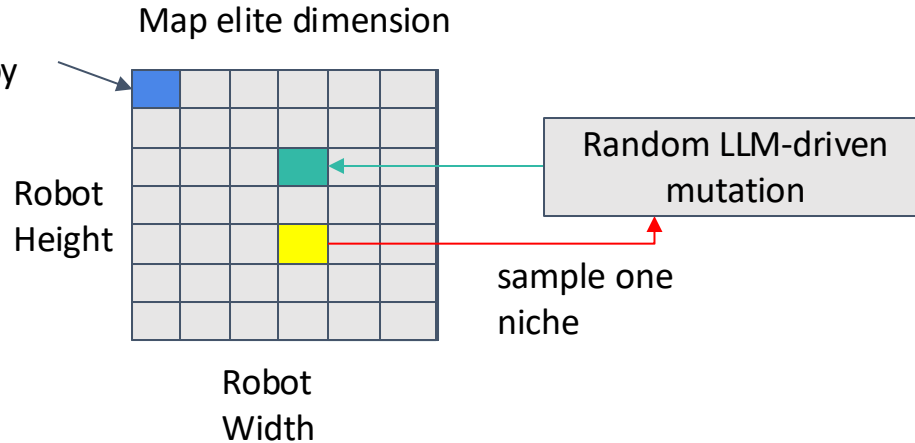 Map elite dimension
Robot
Height
Random LLM-driven
mutation
sample one
niche
Robot
Width